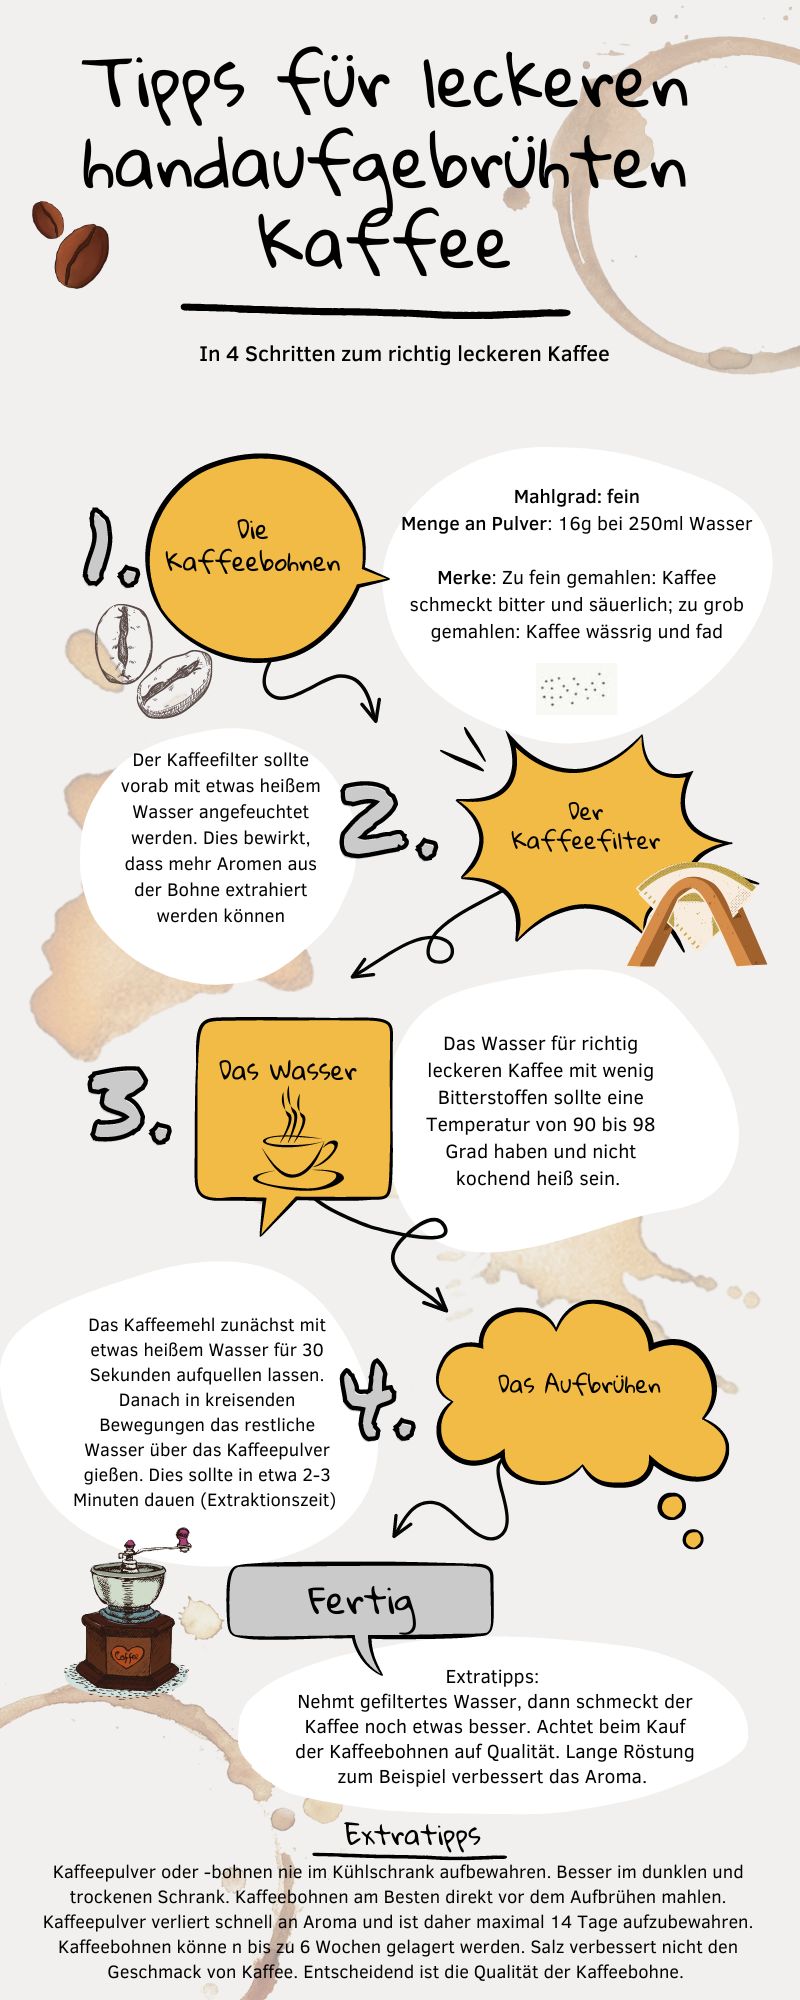 Tipps für leckeren
handaufgebrühten
Kaffee
In 4 Schritten zum richtig leckeren Kaffee
1.
Die
Kaffeebohnen
Mahlgrad: fein
Menge an Pulver: 16g bei 250ml Wasser
Merke: Zu fein gemahlen: Kaffee
schmeckt bitter und säuerlich; zu grob
gemahlen: Kaffee wässrig und fad
Der Kaffeefilter sollte
vorab mit etwas heißem
Wasser angefeuchtet
werden. Dies bewirkt,
dass mehr Aromen aus
der Bohne extrahiert
werden können
2.
Der
Kaffeefilter
3.
Das Wasser
Das Wasser für richtig
leckeren Kaffee mit wenig
Bitterstoffen sollte eine
Temperatur von 90 bis 98
Grad haben und nicht
kochend heiß sein.
Das Kaffeemehl zunächst mit
etwas heißem Wasser für 30
Sekunden aufquellen lassen.
Danach in kreisenden
Bewegungen das restliche
Wasser über das Kaffeepulver
gießen. Dies sollte in etwa 2-3
Minuten dauen (Extraktionszeit)
4.
Das Aufbrühen
Fertig
Caffee
Extratipps:
Nehmt gefiltertes Wasser, dann schmeckt der
Kaffee noch etwas besser. Achtet beim Kauf
der Kaffeebohnen auf Qualität. Lange Röstung
zum Beispiel verbessert das Aroma.
Extratipps
Kaffeepulver oder -bohnen nie im Kühlschrank aufbewahren. Besser im dunklen und
trockenen Schrank. Kaffeebohnen am Besten direkt vor dem Aufbrühen mahlen.
Kaffeepulver verliert schnell an Aroma und ist daher maximal 14 Tage aufzubewahren.
Kaffeebohnen könne n bis zu 6 Wochen gelagert werden. Salz verbessert nicht den
Geschmack von Kaffee. Entscheidend ist die Qualität der Kaffeebohne.